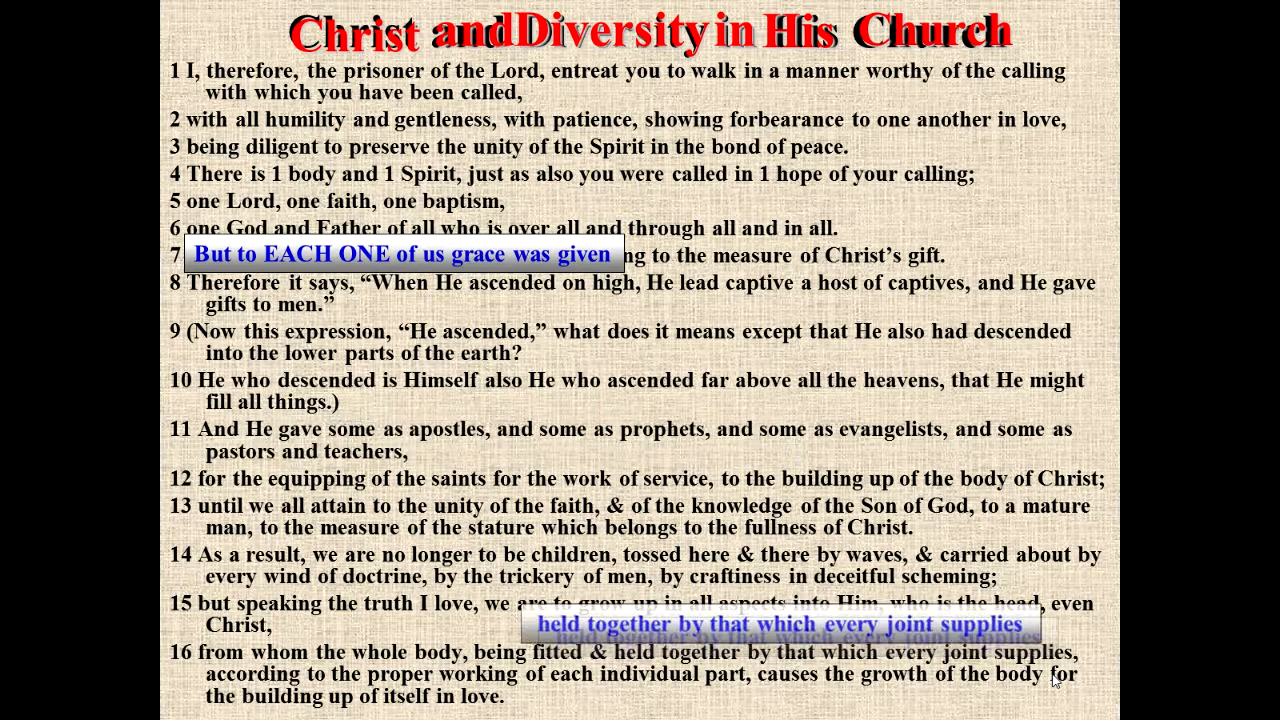 Christ and Diversity in His Church
1 I, therefore, the prisoner of the Lord, entreat you to walk in a manner worthy of the calling
with which you have been called,
2 with all humility and gentleness, with patience, showing forbearance to one another in love,
3 being diligent to preserve the unity of the Spirit in the bond of peace.
4 There is 1 body and 1 Spirit, just as also you were called in 1 hope of your calling;
5 one Lord, one faith, one baptism,
6 one God and Father of all who is over all and through all and in all.
7 But to EACH ONE of us grace was given ng to the measure of Christ’s gift.
8 Therefore it says, “When He ascended on high, He lead captive a host of captives, and He gave
gifts to men.”
9 (Now this expression, “He ascended,” what does it means except that He also had descended
into the lower parts of the earth?
10 He who descended is Himself also He who ascended far above all the heavens, that He might
fill all things.)
11 And He gave some as apostles, and some as prophets, and some as evangelists, and some as
pastors and teachers,
12 for the equipping of the saints for the work of service, to the building up of the body of Christ;
13 until we all attain to the unity of the faith, & of the knowledge of the Son of God, to a mature
man, to the measure of the stature which belongs to the fullness of Christ.
14 As a result, we are no longer to be children, tossed here & there by waves, & carried about by
every wind of doctrine, by the trickery of men, by craftiness in deceitful scheming;
15 but speaking the truth I love, we are to grow up in all aspects into Him, who is the head, even
Christ,
held together by that which every joint supplies
16 from whom the whole body, being fitted & held together by that which every joint supplies,
according to the proper working of each individual part, causes the growth of the body for
the building up of itself in love.